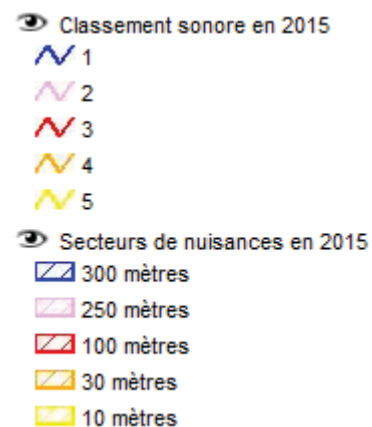 Classement sonore en 2015
1
2
3
4
5
Secteurs de nuisances en 2015
300 mètres
250 mètres
100 mètres
30 mètres
10 mètres